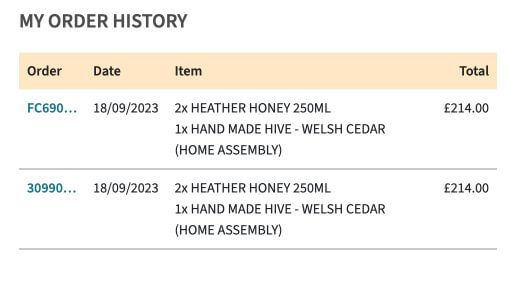 MY ORDER HISTORY
Order Date Item Total
FC690... 18/09/2023 2x HEATHER HONEY 250ML £214.00
1x HAND MADE HIVE - WELSH CEDAR
(HOME ASSEMBLY)
30990... 18/09/2023 2x HEATHER HONEY 250ML £214.00
1x HAND MADE HIVE - WELSH CEDAR
(HOME ASSEMBLY)